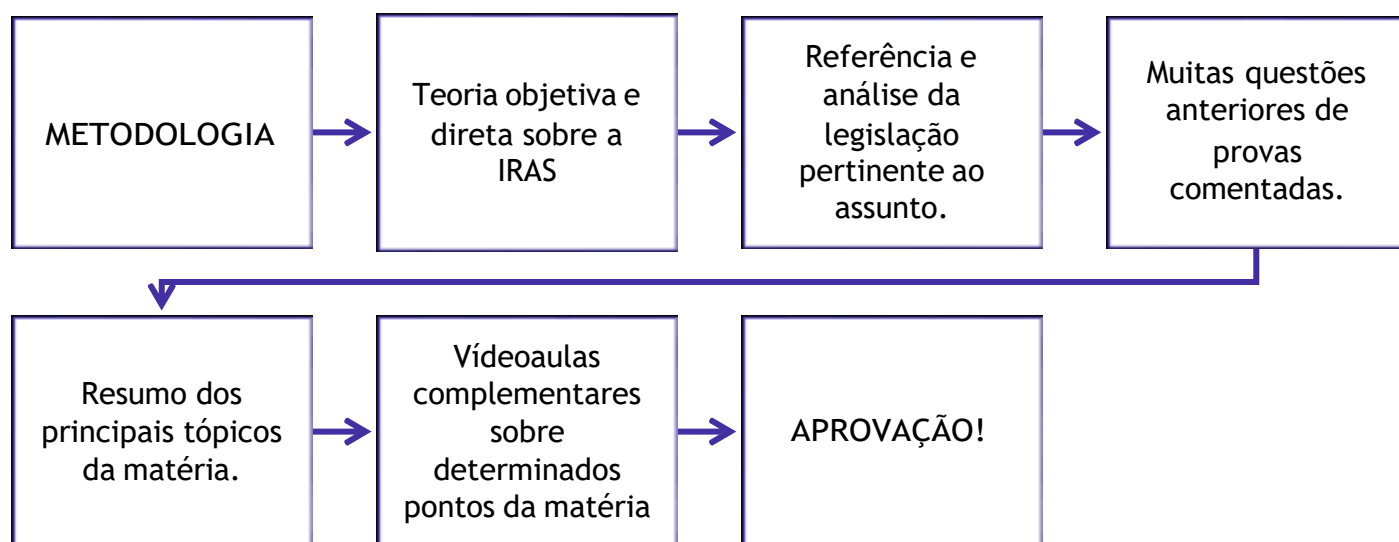 METODOLOGIA
Teoria objetiva e
direta sobre a
IRAS
Referência e
análise da
legislação
pertinente ao
assunto.
Muitas questões
anteriores de
provas
comentadas.
Resumo dos
principais tópicos
da matéria.
Vídeoaulas
complementares
sobre
determinados
pontos da matéria
APROVAÇÃO!